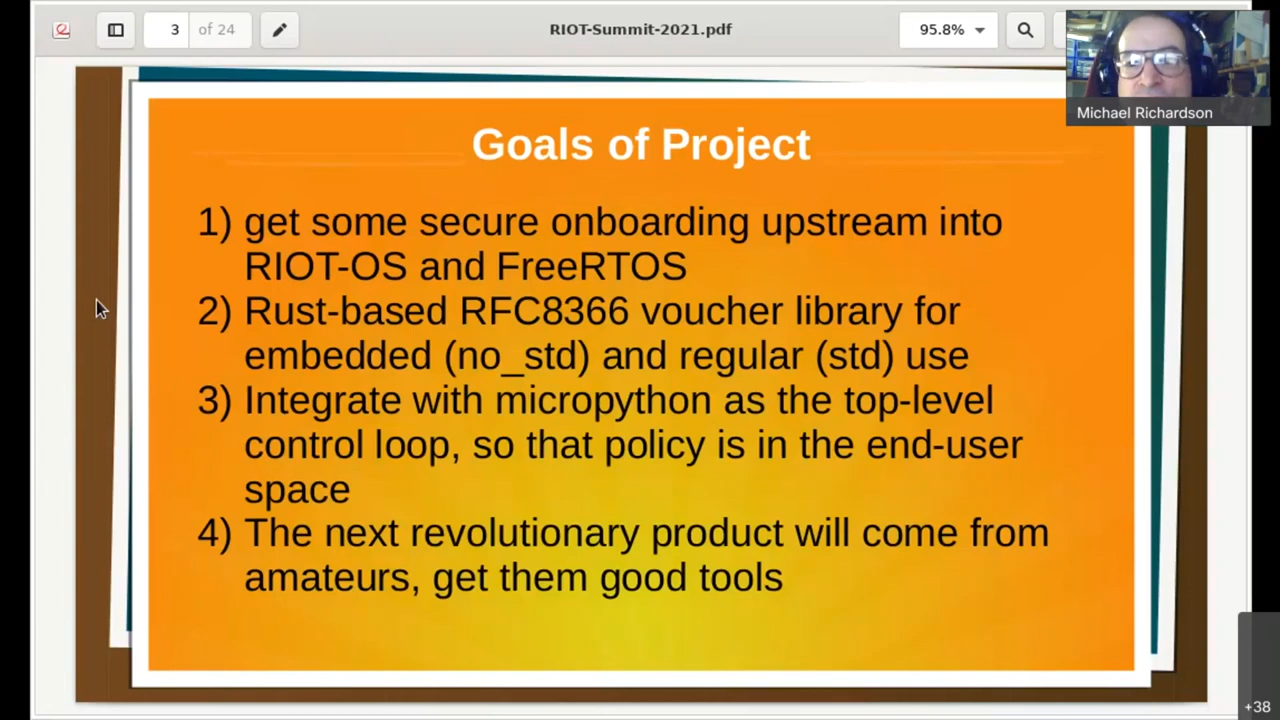 3 of 24
RIOT-Summit-2021.pdf
95.8%
Michael Richardson
Goals of Project
1) get some secure onboarding upstream into
RIOT-OS and FreeRTOS
2) Rust-based RFC8366 voucher library for
embedded (no_std) and regular (std) use
3) Integrate with micropython as the top-level
control loop, so that policy is in the end-user
space
4) The next revolutionary product will come from
amateurs, get them good tools
+38